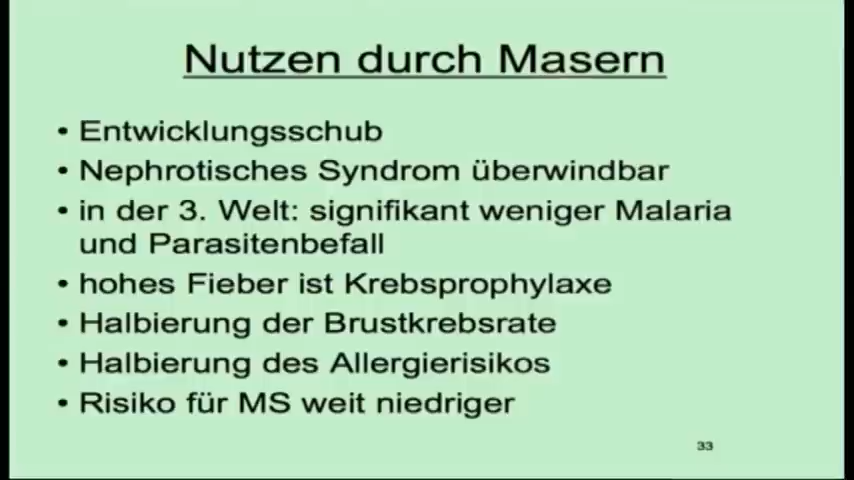 Nutzen durch Masern
• Entwicklungsschub
• Nephrotisches Syndrom überwindbar
• in der 3. Welt: signifikant weniger Malaria
und Parasitenbefall
• hohes Fieber ist Krebsprophylaxe
• Halbierung der Brustkrebsrate
• Halbierung des Allergierisikos
• Risiko für MS weit niedriger
33